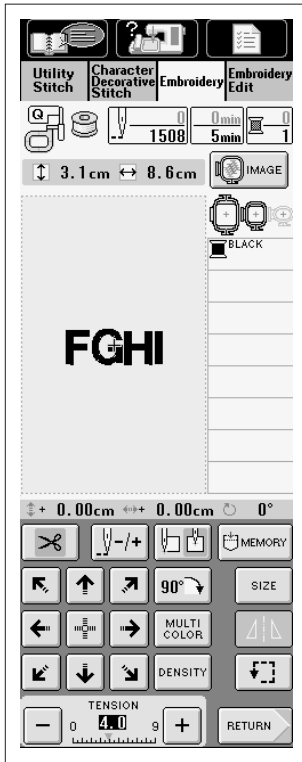 Utility Stitch
Character Decorative Stitch
Embroidery
Embroidery Edit
Q
0
1508
0min
5min
0
1
3.1cm 8.6cm
IMAGE
BLACK
FGHI
+ 0.00cm + 0.00cm 0°
-/+
MEMORY
90°
SIZE
MULTI COLOR
DENSITY
TENSION
− 0 4.0 9 +
RETURN